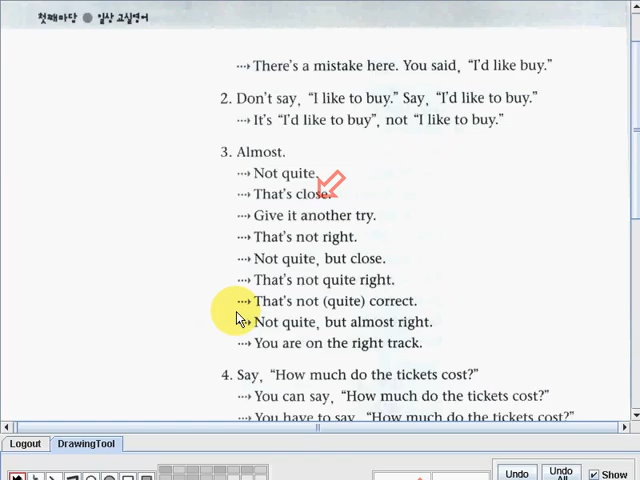 첫째마당 ● 일상 교실영어
···→ There's a mistake here. You said, “I'd like buy.”
2. Don't say, “I like to buy.” Say, “I'd like to buy.”
···→ It's “I'd like to buy”, not “I like to buy.”
3. Almost.
···→ Not quite.
···→ That's close.
···→ Give it another try.
···→ That's not right.
···→ Not quite, but close.
···→ That's not quite right.
···→ That's not (quite) correct.
···→ Not quite, but almost right.
···→ You are on the right track.
4. Say, “How much do the tickets cost?”
···→ You can say, “How much do the tickets cost?”
···→ You have to say, “How much do the tickets cost?”
Logout DrawingTool
Undo Undo All Show